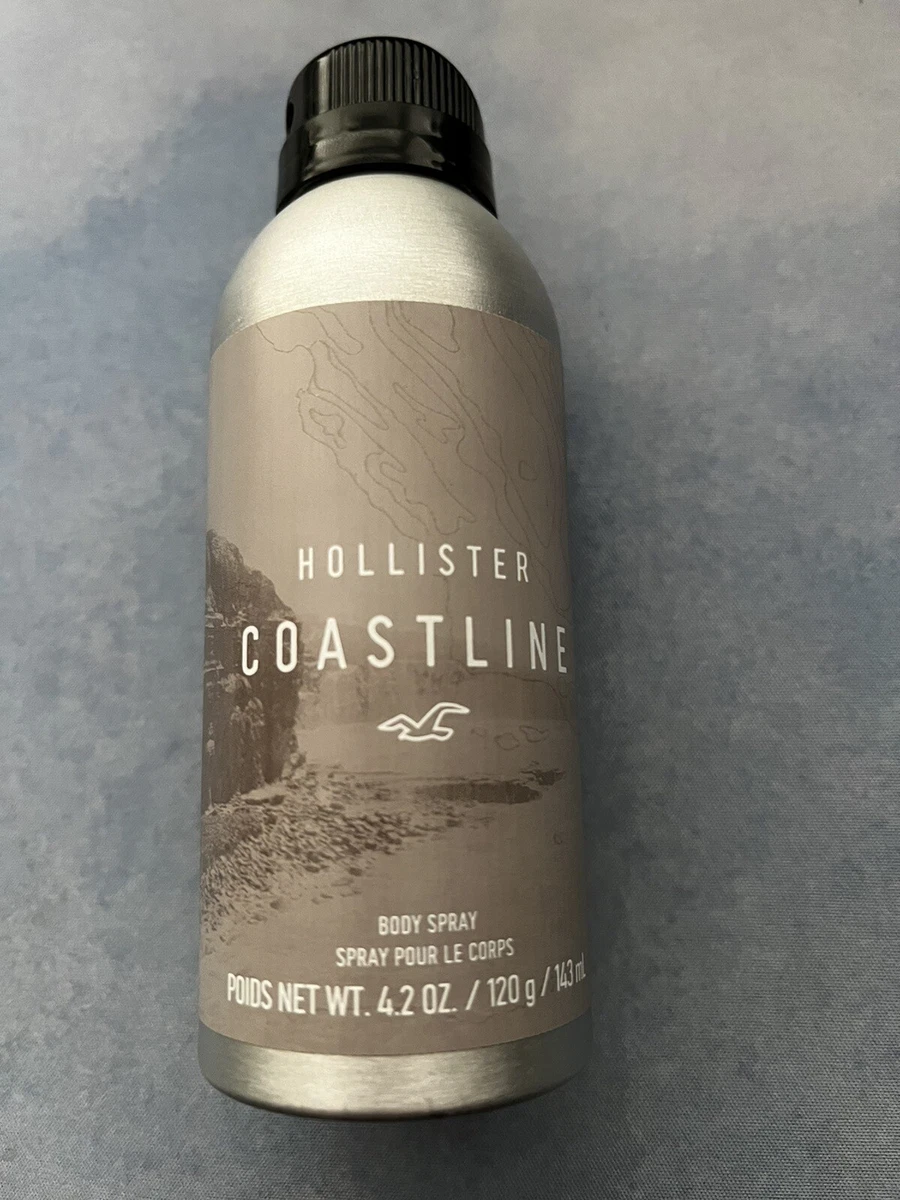 HOLLISTER
COASTLINE
BODY SPRAY
SPRAY POUR LE CORPS
POIDS NET WT. 4.2 OZ. / 120 g / 143 mL